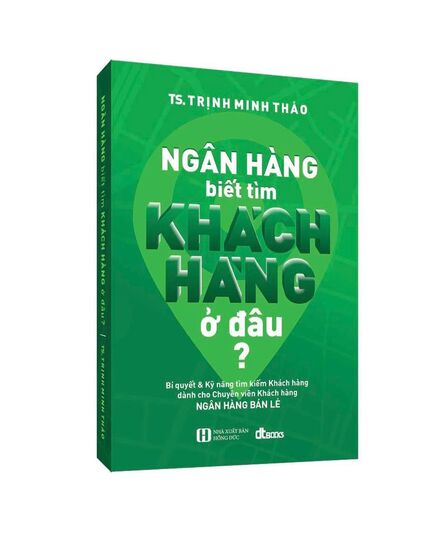 TS. TRỊNH MINH THẢO
NGÂN HÀNG
biết tìm
KHÁCH
HÀNG
ở đâu
?
Bí quyết & Kỹ năng tìm kiếm Khách hàng
dành cho Chuyên viên Khách hàng
NGÂN HÀNG BÁN LẺ
NHÀ XUẤT BẢN
HỒNG ĐỨC
dtBOOKS
NGÂN HÀNG biết tìm KHÁCH HÀNG ở đâu? | TS. TRỊNH MINH THẢO